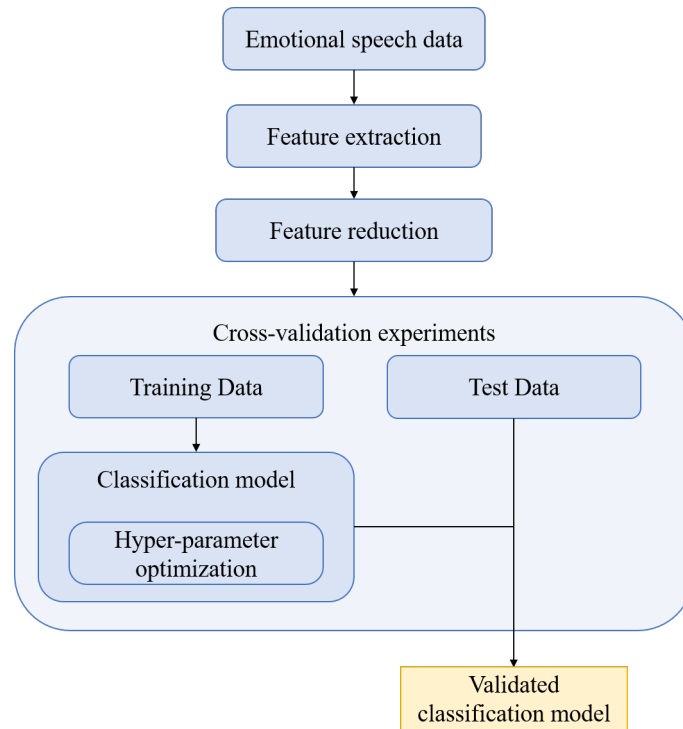 Emotional speech data
Feature extraction
Feature reduction
Cross-validation experiments
Training Data
Test Data
Classification model
Hyper-parameter
optimization
Validated
classification model